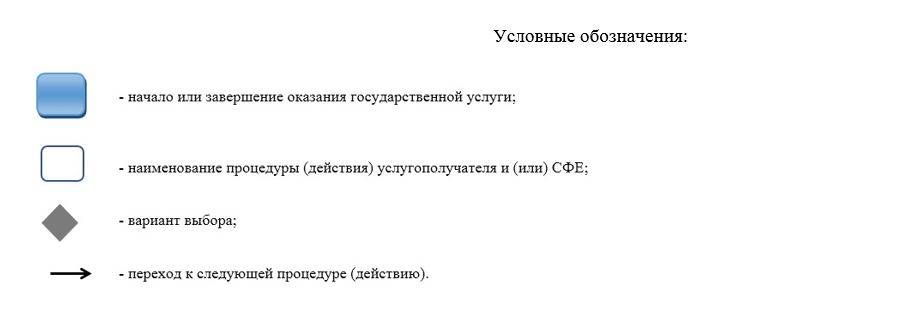 Условные обозначения:
- начало или завершение оказания государственной услуги;
- наименование процедуры (действия) услугополучателя и (или) СФЕ;
- вариант выбора;
- переход к следующей процедуре (действию).